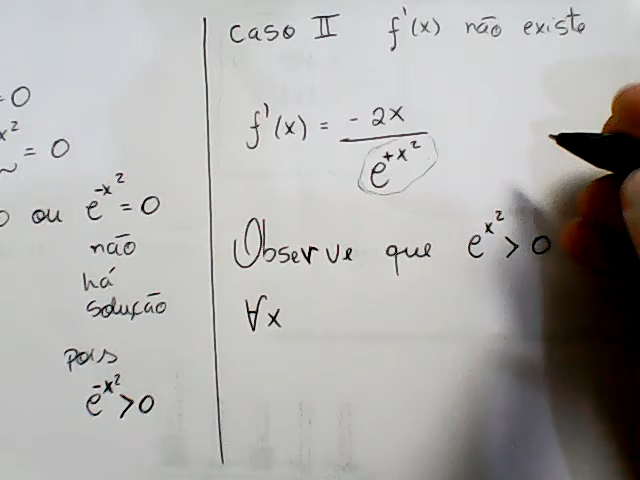 = 0
x²
= 0
ou e^-x² = 0
não
há
solução
pois
e^-x² > 0
caso II f'(x) não existe
f'(x) = -2x
e^+x²
Observe que e^x² > 0
∀x